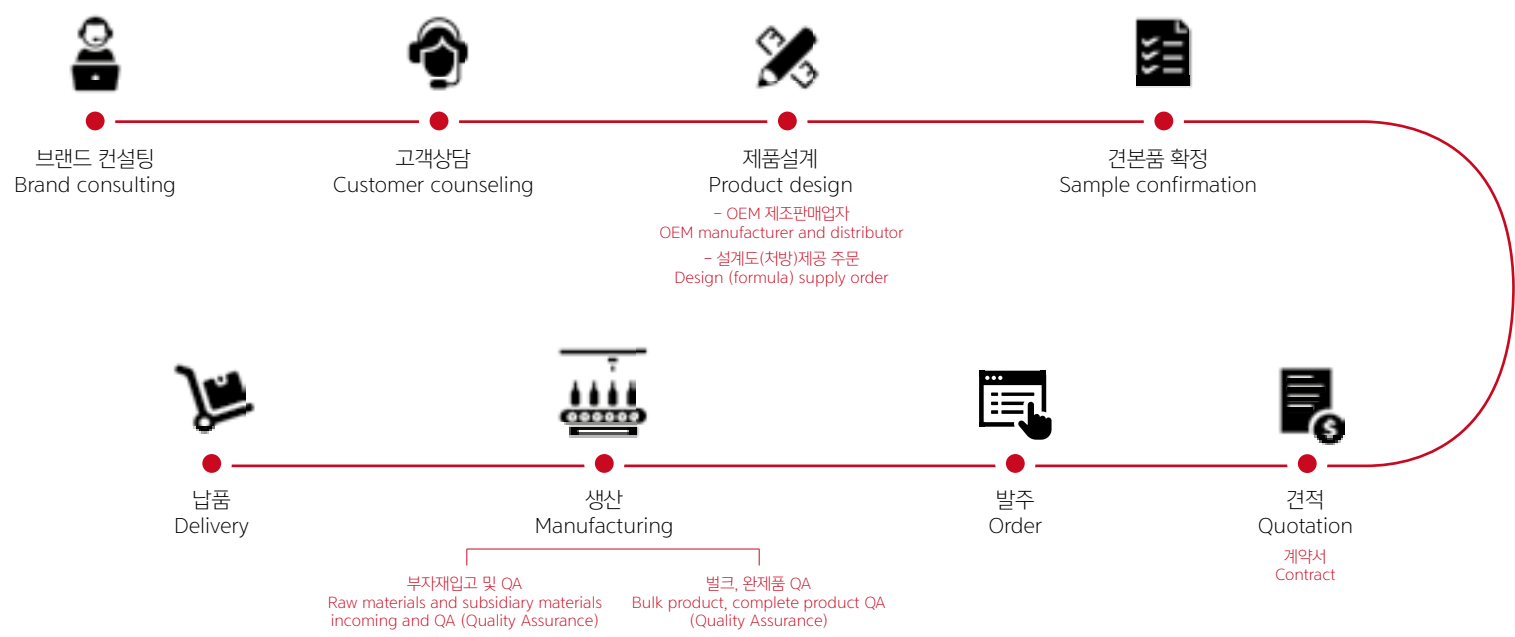 브랜드 컨설팅
Brand consulting
고객상담
Customer counseling
제품설계
Product design
- OEM 제조판매업자
OEM manufacturer and distributor
- 설계도(처방)제공 주문
Design (formula) supply order
견본품 확정
Sample confirmation
견적
Quotation
계약서
Contract
발주
Order
생산
Manufacturing
부자재입고 및 QA
Raw materials and subsidiary materials
incoming and QA (Quality Assurance)
벌크, 완제품 QA
Bulk product, complete product QA
(Quality Assurance)
납품
Delivery